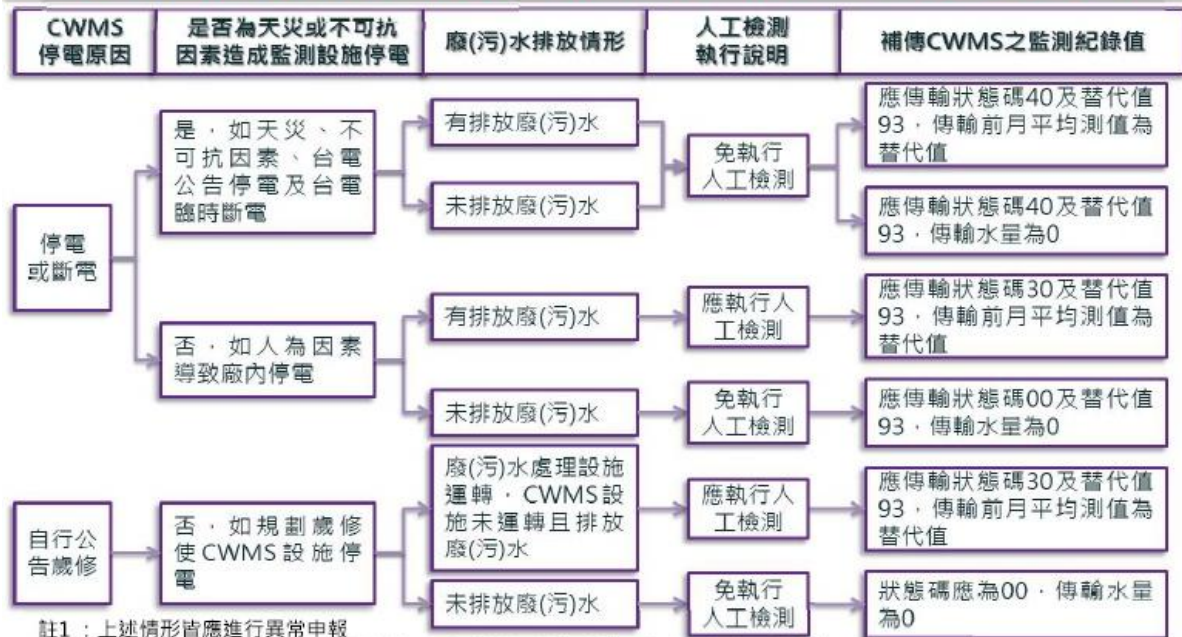 CWMS
停電原因
是否為天災或不可抗
因素造成監測設施停電
廢(污)水排放情形
人工檢測
執行說明
補傳CWMS之監測紀錄值
停電
或斷電
是，如天災、不
可抗因素、台電
公告停電及台電
臨時斷電
有排放廢(污)水
未排放廢(污)水
免執行
人工檢測
應傳輸狀態碼40及替代值
93，傳輸前月平均測值為
替代值
應傳輸狀態碼40及替代值
93，傳輸水量為0
否，如人為因素
導致廠內停電
有排放廢(污)水
應執行人
工檢測
應傳輸狀態碼30及替代值
93，傳輸前月平均測值為
替代值
未排放廢(污)水
免執行
人工檢測
應傳輸狀態碼00及替代值
93，傳輸水量為0
自行公
告歲修
否，如規劃歲修
使CWMS設施停
電
廢(污)水處理設施
運轉，CWMS設
施未運轉且排放
廢(污)水
應執行人
工檢測
應傳輸狀態碼30及替代值
93，傳輸前月平均測值為
替代值
未排放廢(污)水
免執行
人工檢測
狀態碼應為00，傳輸水量
為0
註1：上述情形皆應進行異常申報